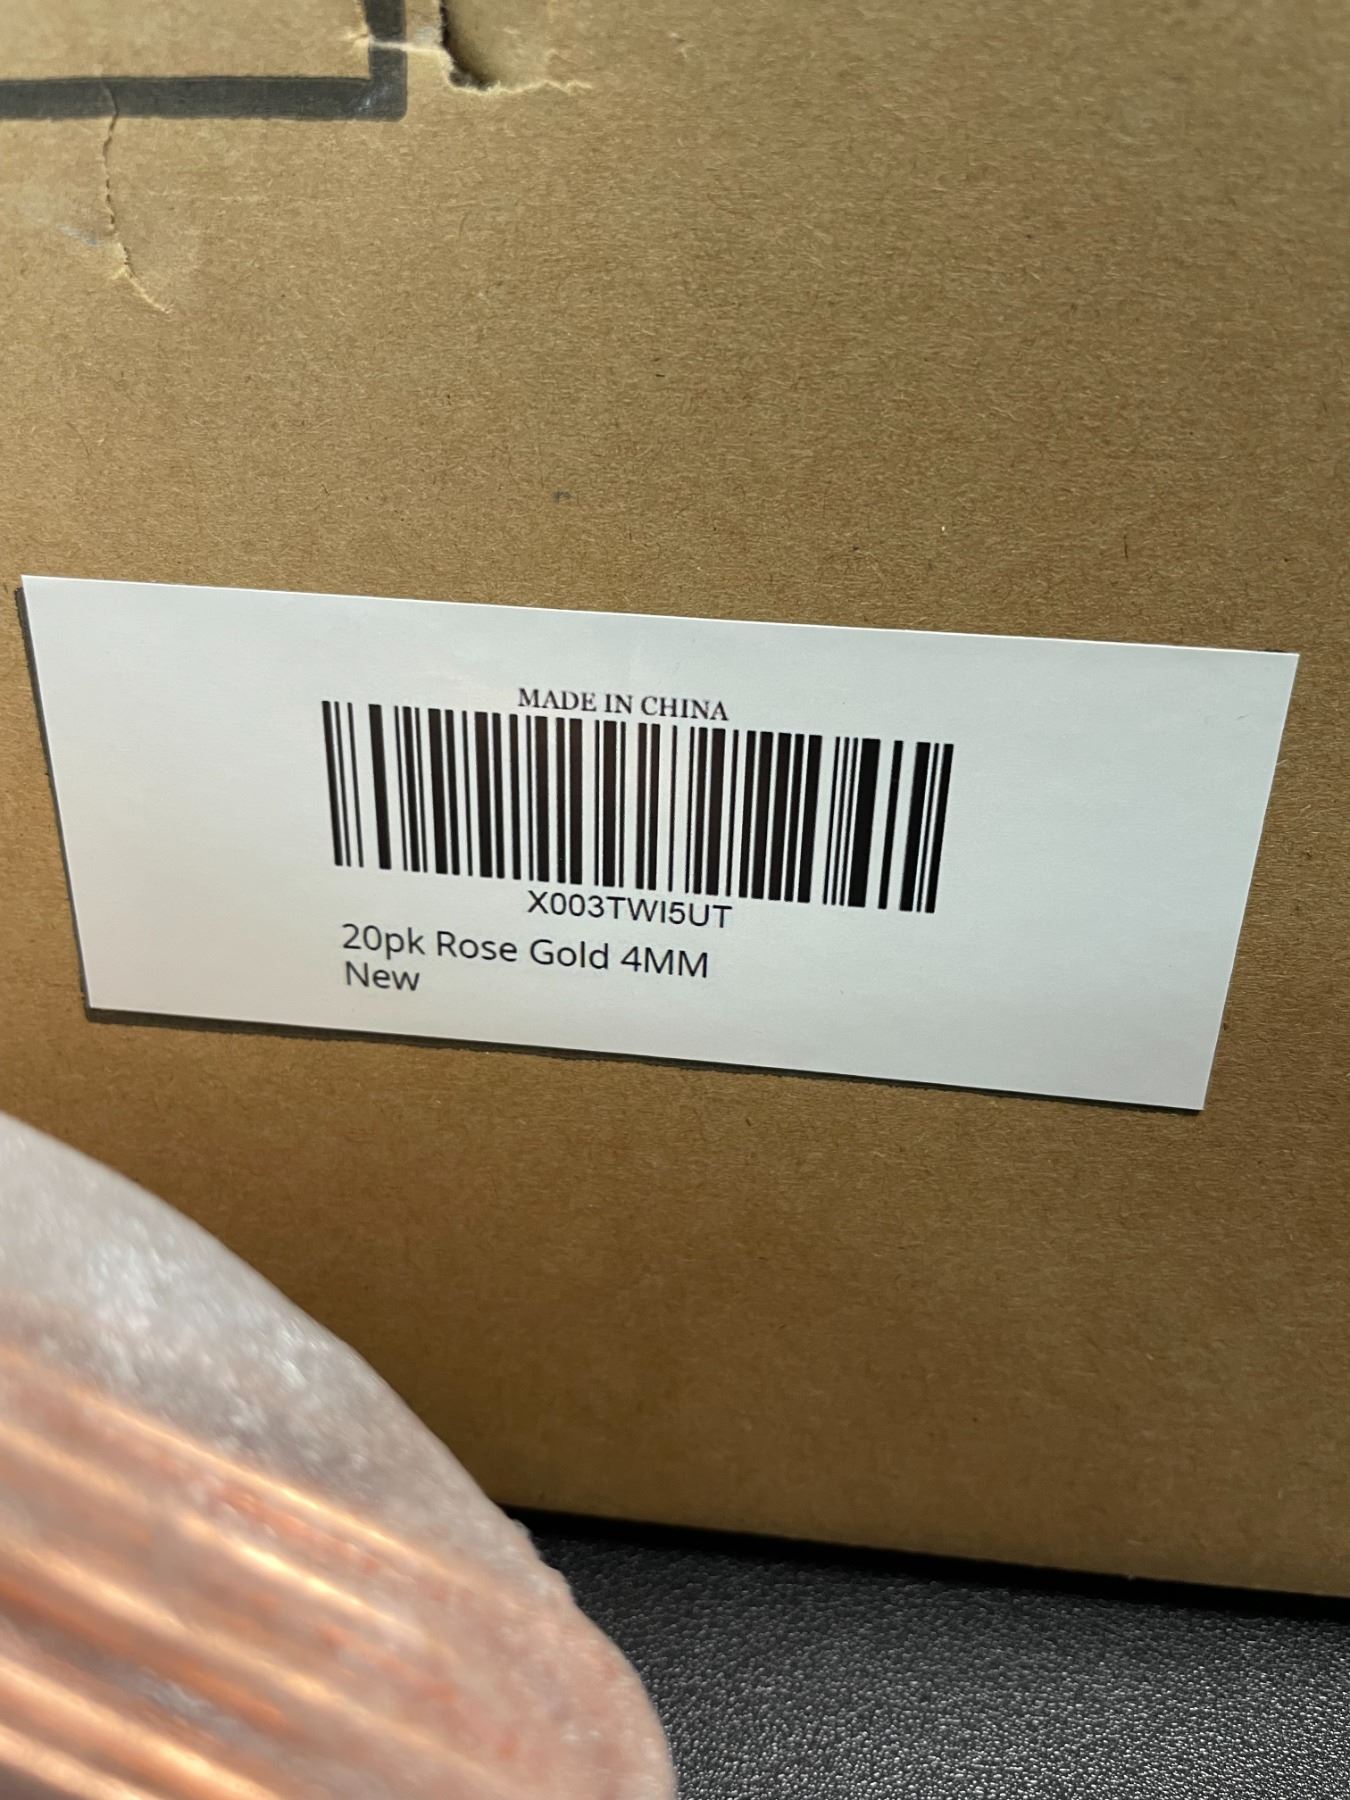 MADE IN CHINA
X003TWI5UT
20pk Rose Gold 4MM
New